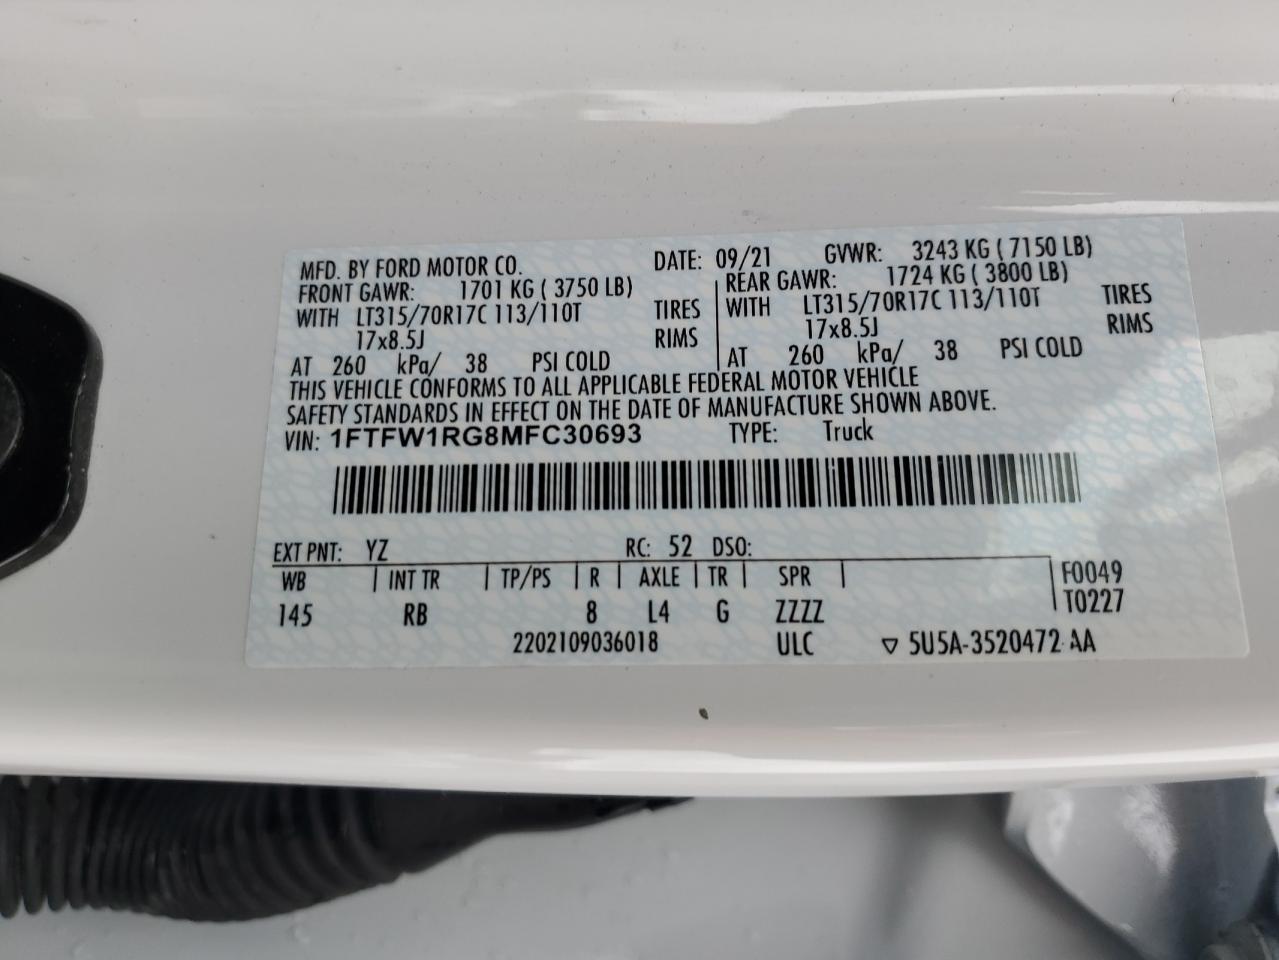 MFD. BY FORD MOTOR CO. DATE: 09/21 GVWR: 3243 KG ( 7150 LB)
FRONT GAWR: 1701 KG ( 3750 LB) REAR GAWR: 1724 KG ( 3800 LB)
WITH LT315/70R17C 113/110T TIRES WITH LT315/70R17C 113/110T TIRES
17x8.5J RIMS 17x8.5J RIMS
AT 260 kPa/ 38 PSI COLD AT 260 kPa/ 38 PSI COLD
THIS VEHICLE CONFORMS TO ALL APPLICABLE FEDERAL MOTOR VEHICLE
SAFETY STANDARDS IN EFFECT ON THE DATE OF MANUFACTURE SHOWN ABOVE.
VIN: 1FTFW1RG8MFC30693 TYPE: Truck
EXT PNT: YZ RC: 52 DSO:
WB INT TR TP/PS R AXLE TR SPR F0049
145 RB 8 L4 G ZZZZ T0227
2202109036018 ULC ▽ 5U5A-3520472 AA